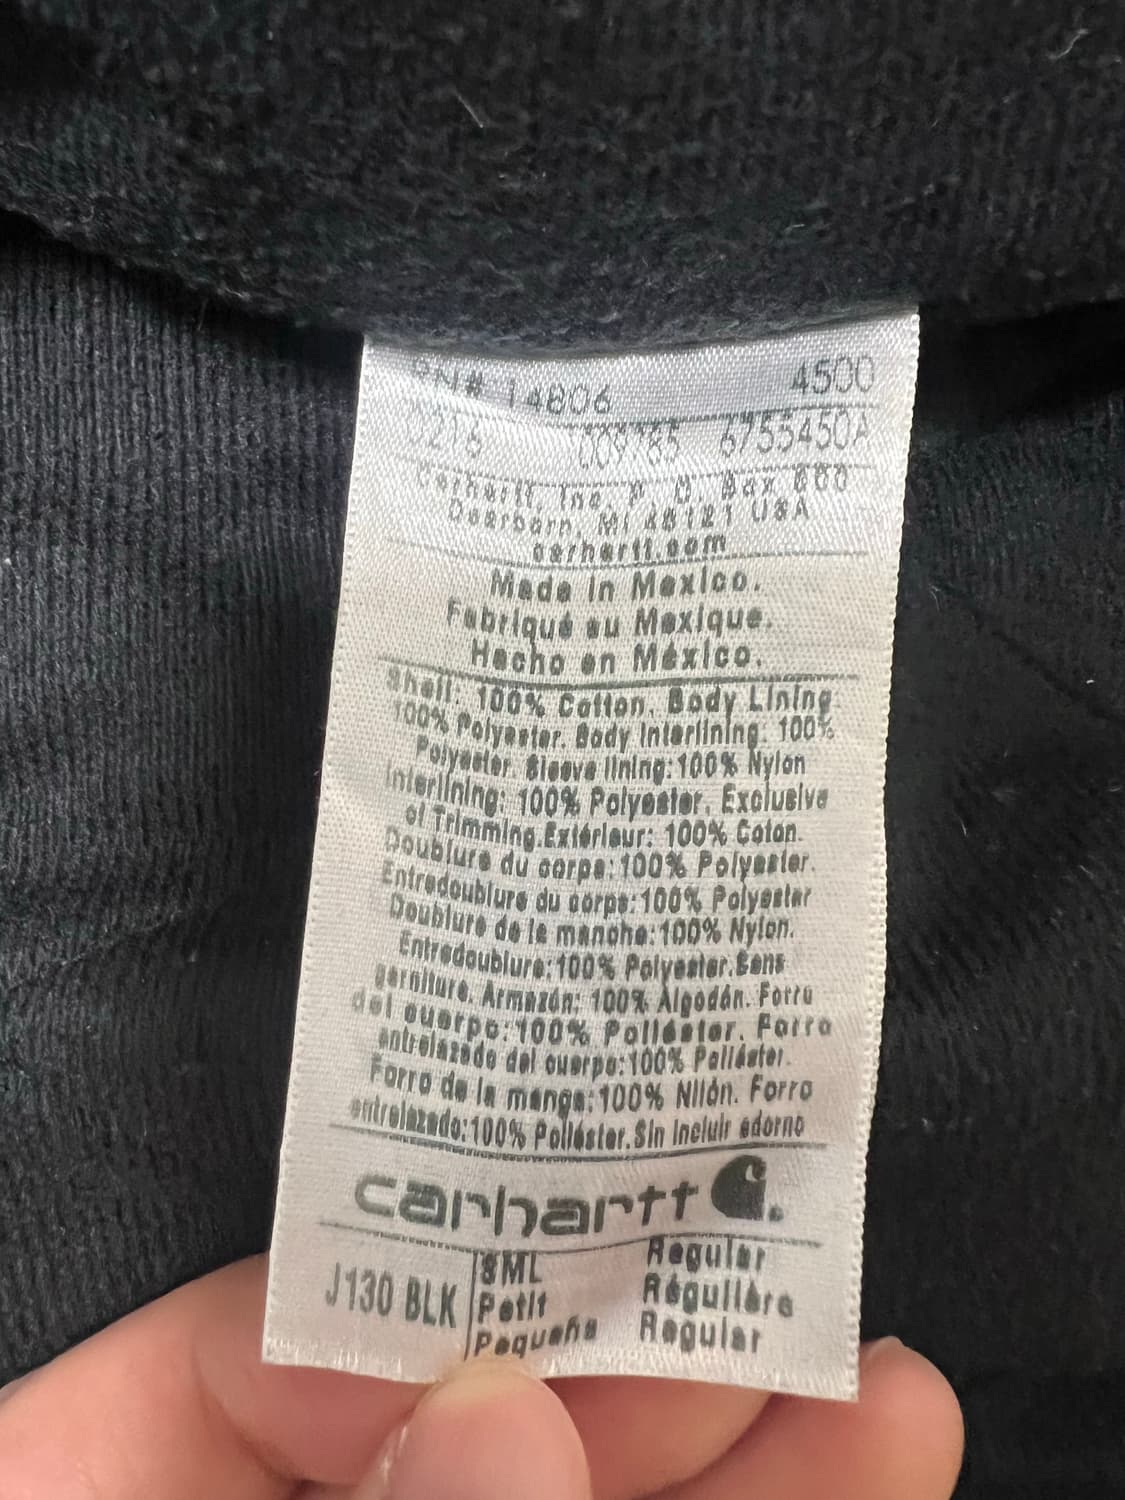 RN# 14806 4500
0216 009785 6755450A
Carhartt, Inc. P. O. Box 600
Dearborn, MI 48121 USA
carhartt.com
Made in Mexico.
Fabriqué au Mexique.
Hecho en México.
Shell: 100% Cotton. Body Lining
100% Polyester. Body Interlining: 100%
Polyester. Sleeve lining:100% Nylon
Interlining: 100% Polyester. Exclusive
of Trimming.Extérieur: 100% Coton.
Doublure du corps:100% Polyester.
Entredoublure du corps:100% Polyester
Doublure de la manche:100% Nylon.
Entredoublure:100% Polyester.Sans
garniture. Armazón: 100% Algodón. Forro
del cuerpo:100% Poliéster. Forro
entrelazado del cuerpo:100% Poliéster.
Forro de la manga:100% Nilón. Forro
entrelazado:100% Poliéster.Sin incluir adorno
carhartt
J130 BLK SML Regular
Petit Régulière
Pequeña Regular